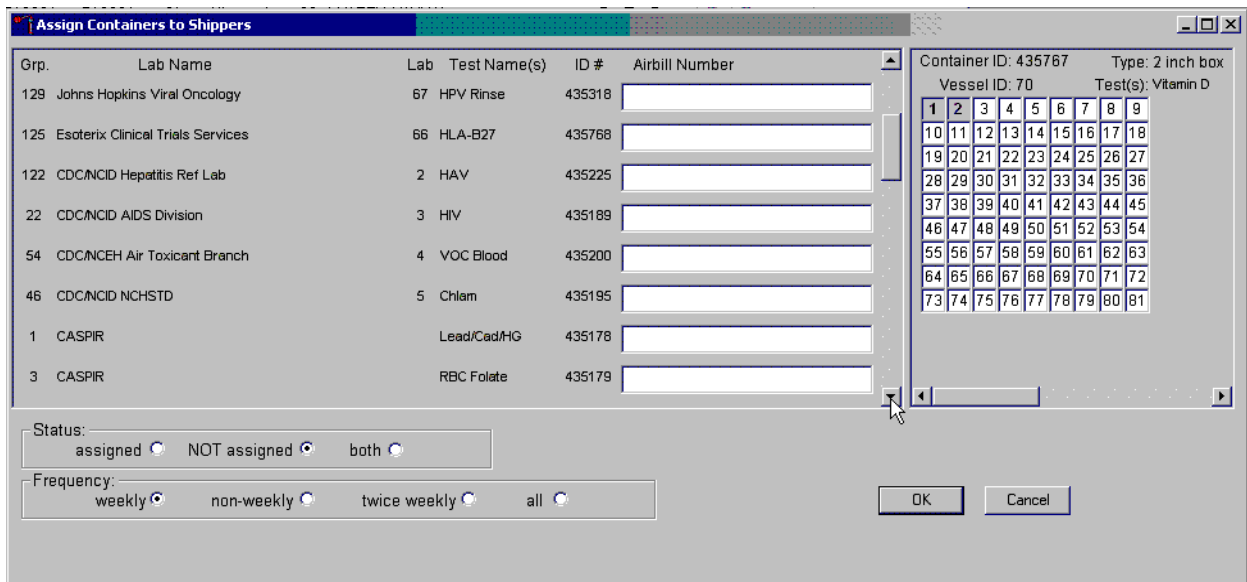 Assign Containers to Shippers
Grp. Lab Name Lab Test Name(s) ID # Airbill Number
129 Johns Hopkins Viral Oncology 67 HPV Rinse 435318
125 Esoterix Clinical Trials Services 66 HLA-B27 435768
122 CDC/NCID Hepatitis Ref Lab 2 HAV 435225
22 CDC/NCID AIDS Division 3 HIV 435189
54 CDC/NCEH Air Toxicant Branch 4 VOC Blood 435200
46 CDC/NCID NCHSTD 5 Chlam 435195
1 CASPIR Lead/Cad/HG 435178
3 CASPIR RBC Folate 435179
Container ID: 435767 Type: 2 inch box
Vessel ID: 70 Test(s): Vitamin D
1 2 3 4 5 6 7 8 9
10 11 12 13 14 15 16 17 18
19 20 21 22 23 24 25 26 27
28 29 30 31 32 33 34 35 36
37 38 39 40 41 42 43 44 45
46 47 48 49 50 51 52 53 54
55 56 57 58 59 60 61 62 63
64 65 66 67 68 69 70 71 72
73 74 75 76 77 78 79 80 81
Status:
assigned NOT assigned both
Frequency:
weekly non-weekly twice weekly all
OK Cancel